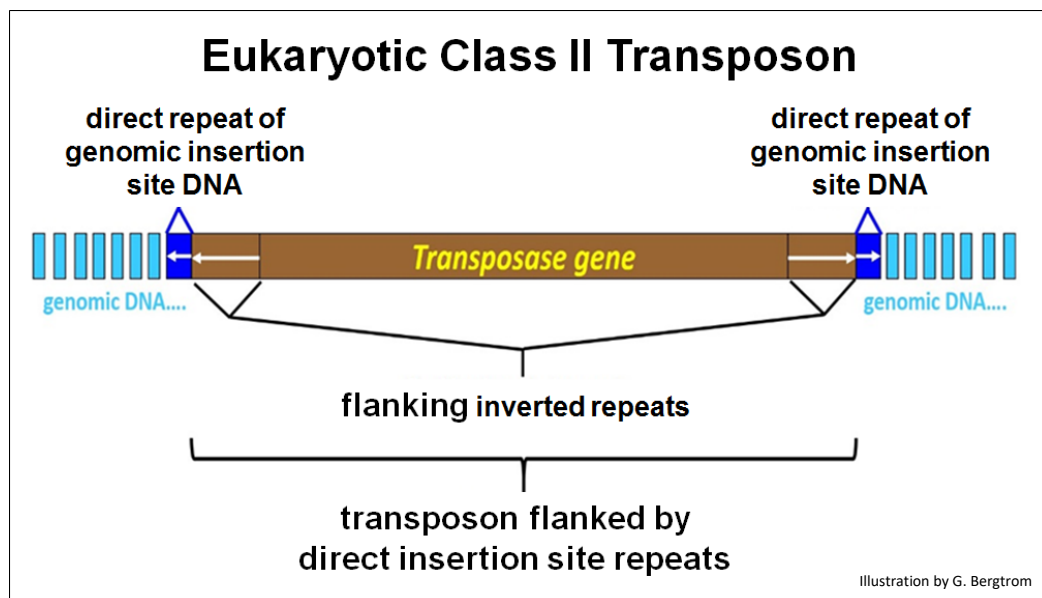 Eukaryotic Class II Transposon
direct repeat of
genomic insertion
site DNA
direct repeat of
genomic insertion
site DNA
Transposase gene
genomic DNA....
genomic DNA....
flanking inverted repeats
transposon flanked by
direct insertion site repeats
Illustration by G. Bergtrom